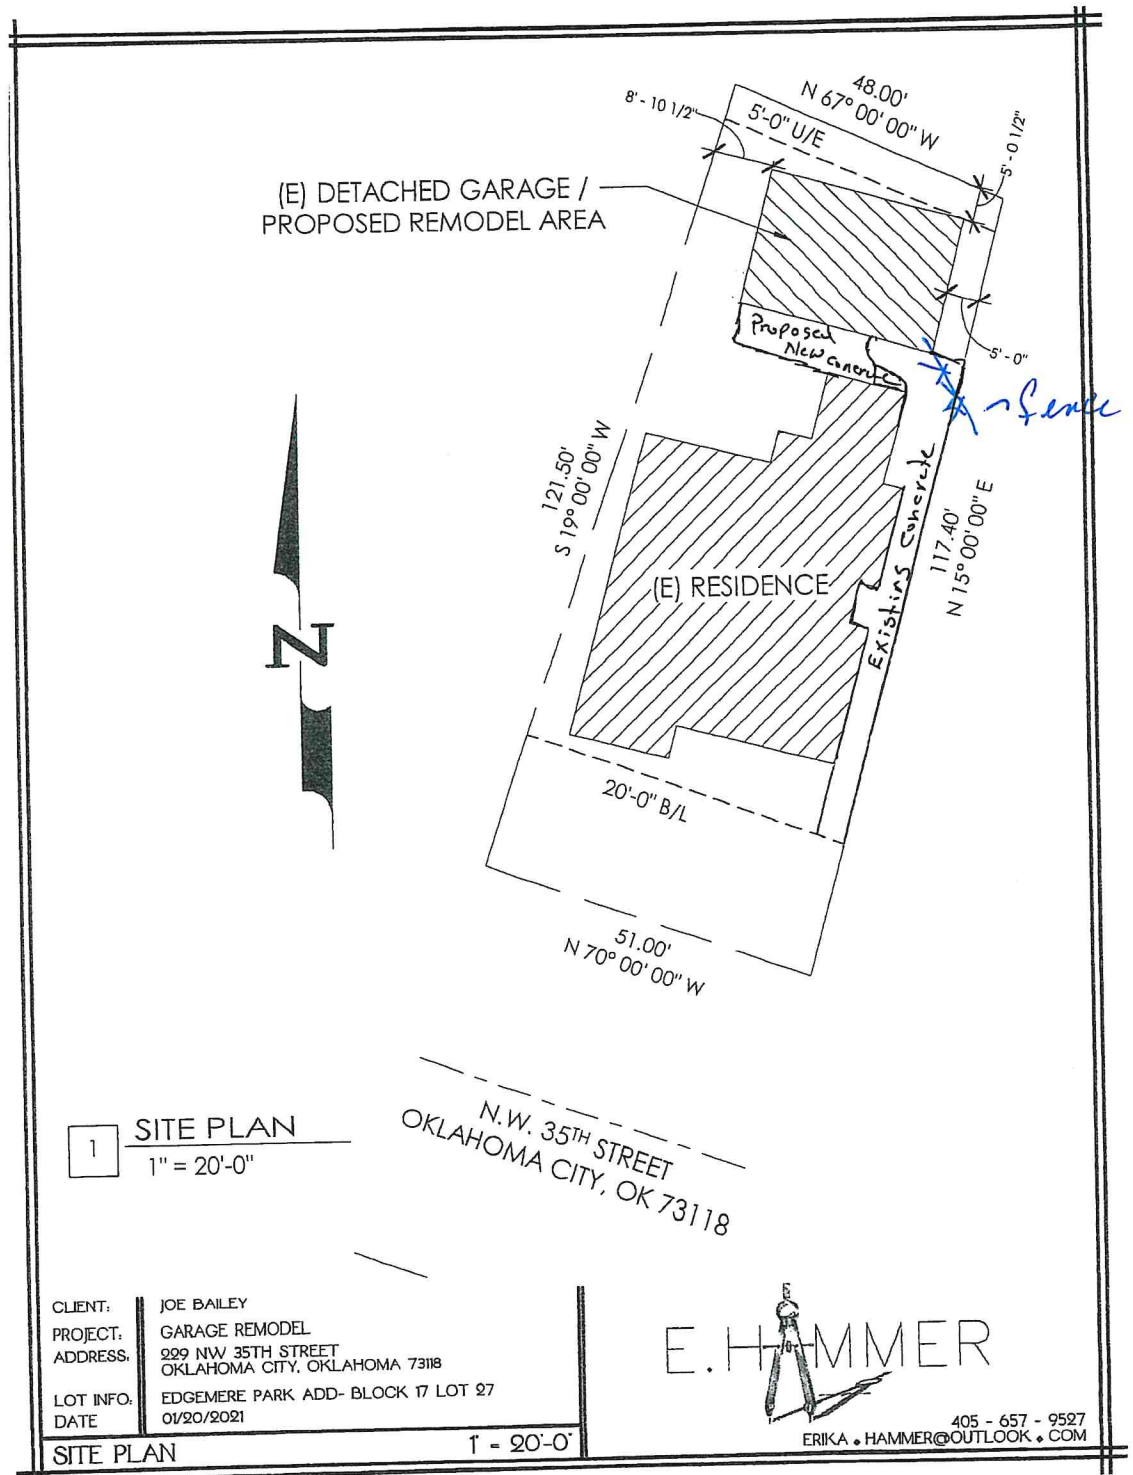 48.00'
N 67° 00' 00" W
8' - 10 1/2"
5'-0" U/E
5' - 0 1/2"
(E) DETACHED GARAGE /
PROPOSED REMODEL AREA
Proposed
New concrete
5' - 0"
fence
121.50'
S 19° 00' 00" W
Existing Concrete
117.40'
N 15° 00' 00" E
(E) RESIDENCE
N
20'-0" B/L
51.00'
N 70° 00' 00" W
N.W. 35TH STREET
OKLAHOMA CITY, OK 73118
1
SITE PLAN
1" = 20'-0"
CLIENT: JOE BAILEY
PROJECT: GARAGE REMODEL
ADDRESS: 229 NW 35TH STREET
OKLAHOMA CITY, OKLAHOMA 73118
LOT INFO: EDGEMERE PARK ADD- BLOCK 17 LOT 27
DATE 01/20/2021
SITE PLAN 1" = 20'-0"
E. HAMMER
405 - 657 - 9527
ERIKA . HAMMER@OUTLOOK . COM